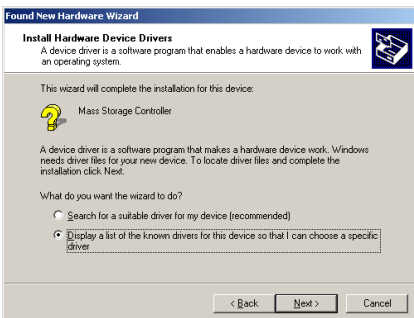 Found New Hardware Wizard
Install Hardware Device Drivers
A device driver is a software program that enables a hardware device to work with
an operating system.
This wizard will complete the installation for this device:
Mass Storage Controller
A device driver is a software program that makes a hardware device work. Windows
needs driver files for your new device. To locate driver files and complete the
installation click Next.
What do you want the wizard to do?
Search for a suitable driver for my device (recommended)
Display a list of the known drivers for this device so that I can choose a specific
driver
< Back Next > Cancel